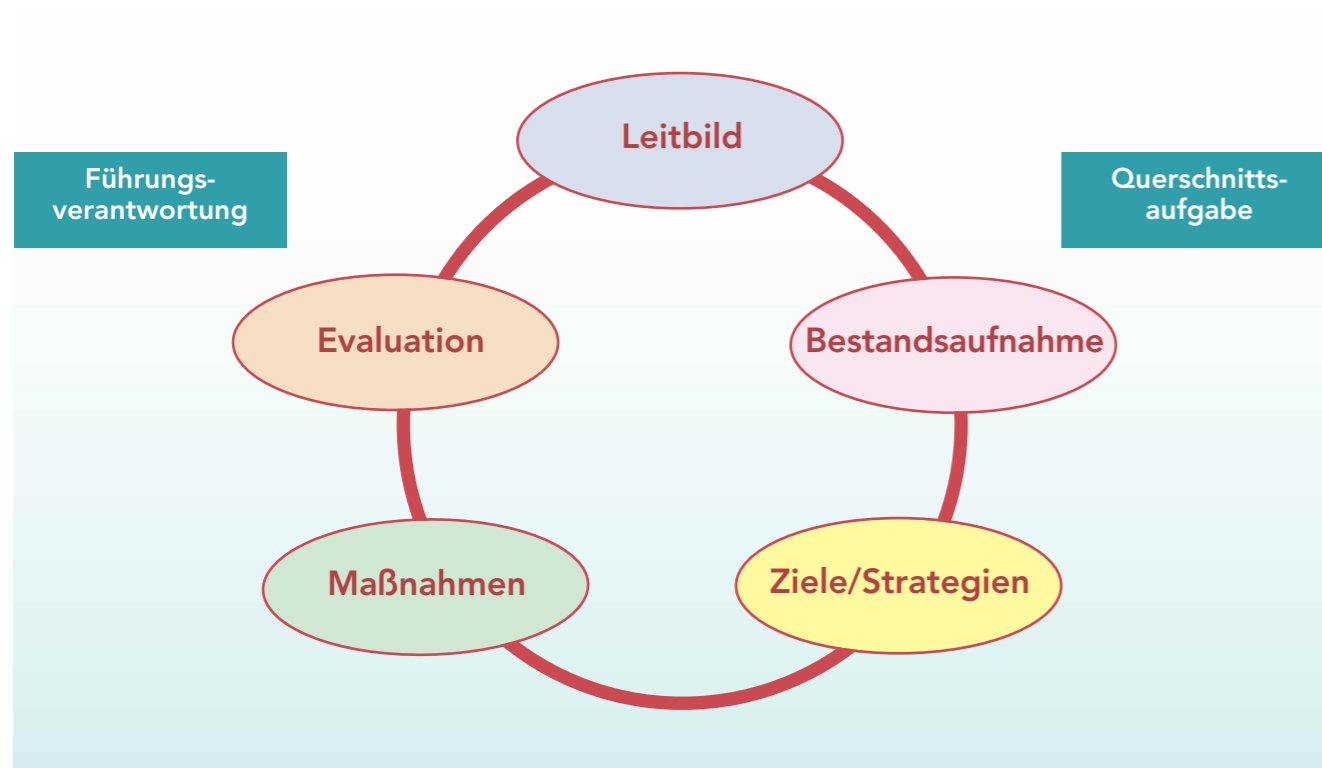 Leitbild
Führungs-
verantwortung
Querschnitts-
aufgabe
Evaluation
Bestandsaufnahme
Maßnahmen
Ziele/Strategien